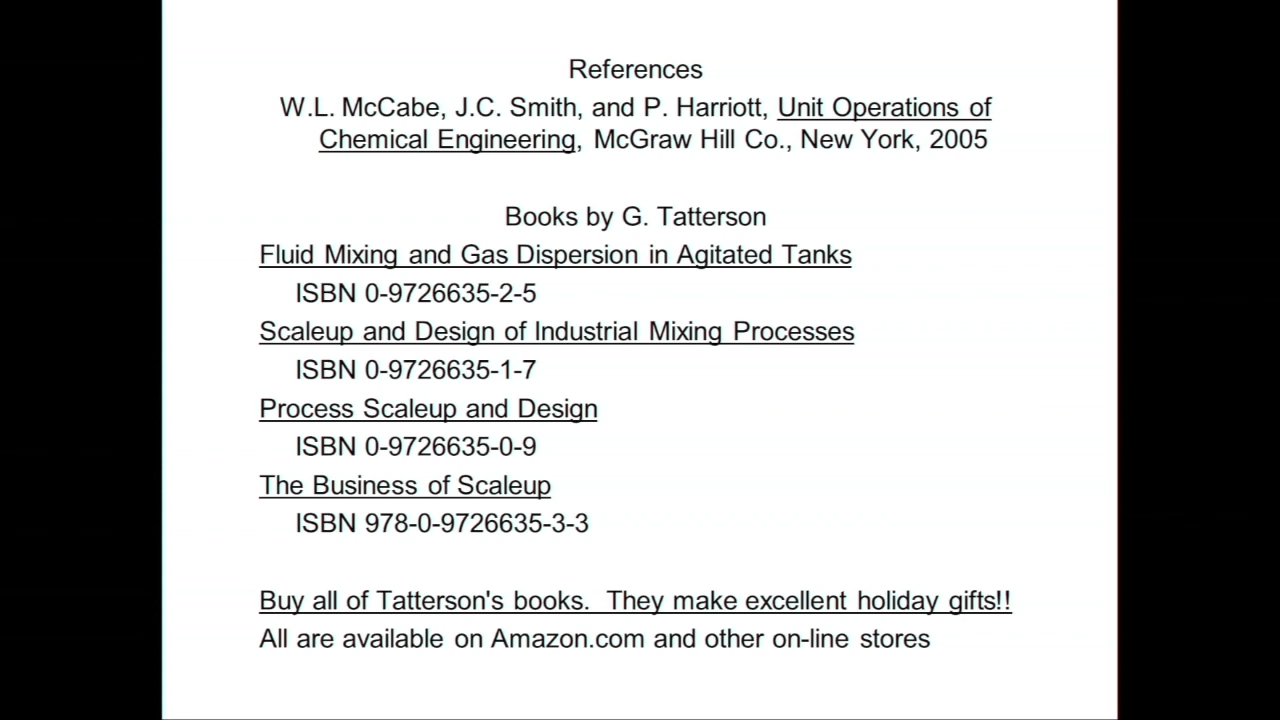 References
W.L. McCabe, J.C. Smith, and P. Harriott, Unit Operations of
Chemical Engineering, McGraw Hill Co., New York, 2005
Books by G. Tatterson
Fluid Mixing and Gas Dispersion in Agitated Tanks
ISBN 0-9726635-2-5
Scaleup and Design of Industrial Mixing Processes
ISBN 0-9726635-1-7
Process Scaleup and Design
ISBN 0-9726635-0-9
The Business of Scaleup
ISBN 978-0-9726635-3-3
Buy all of Tatterson's books.  They make excellent holiday gifts!!
All are available on Amazon.com and other on-line stores